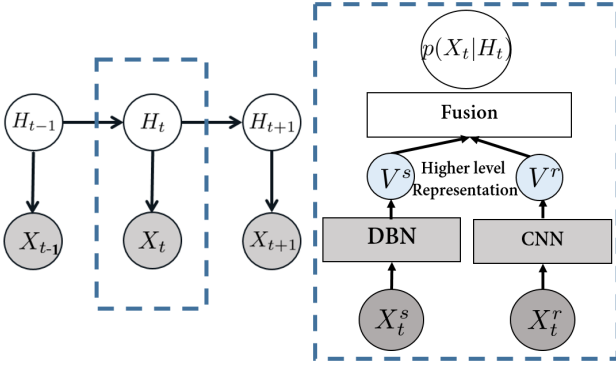 H_{t-1}
H_t
H_{t+1}
X_{t-1}
X_t
X_{t+1}
p(X_t|H_t)
Fusion
V^s
Higher level
Representation
V^r
DBN
CNN
X_t^s
X_t^r